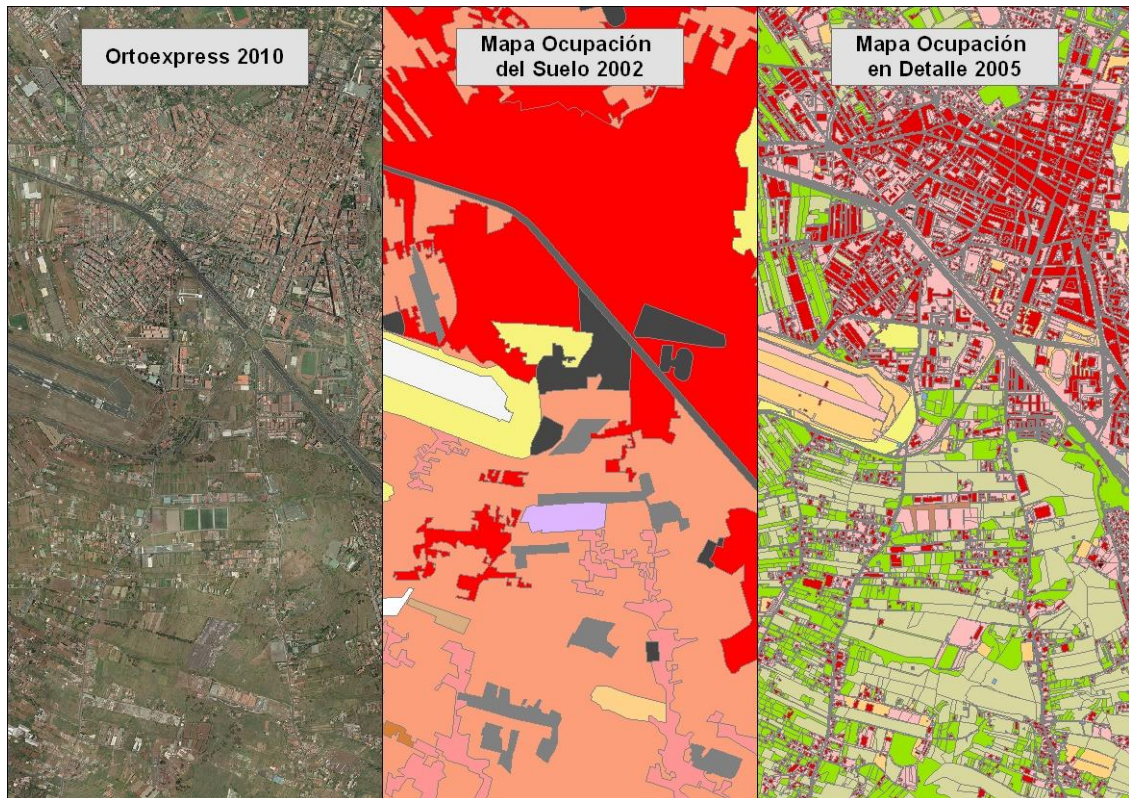 Ortoexpress 2010
Mapa Ocupación
del Suelo 2002
Mapa Ocupación
en Detalle 2005